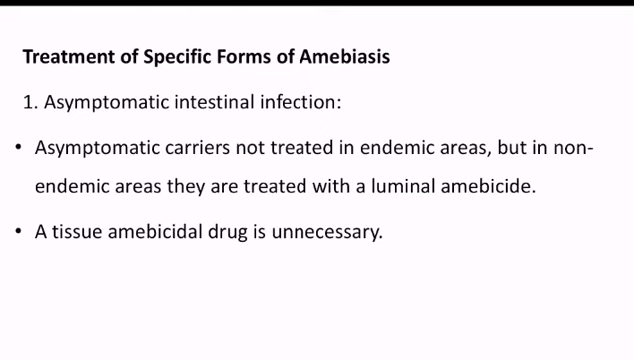 Treatment of Specific Forms of Amebiasis
1. Asymptomatic intestinal infection:
• Asymptomatic carriers not treated in endemic areas, but in non-
endemic areas they are treated with a luminal amebicide.
• A tissue amebicidal drug is unnecessary.